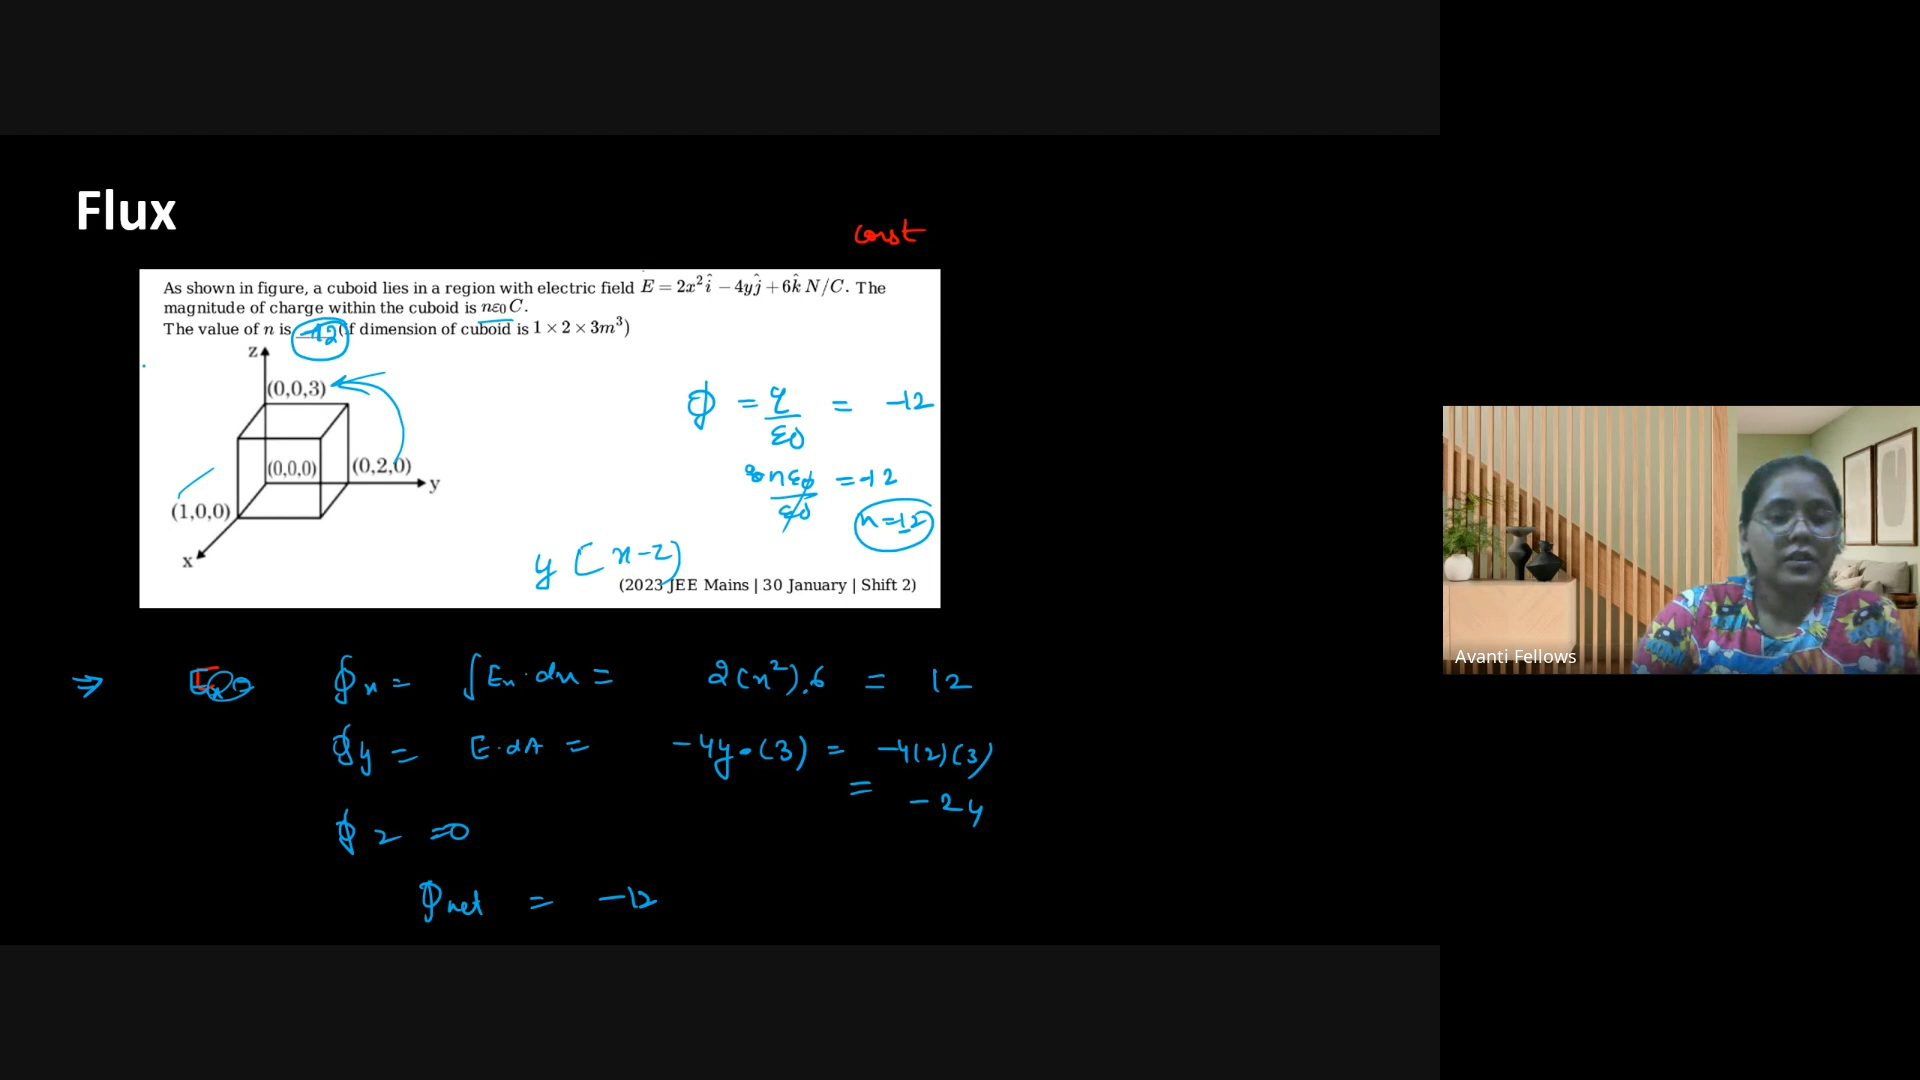 Flux
const
As shown in figure, a cuboid lies in a region with electric field E = 2x² î − 4y ĵ + 6k̂ N/C. The
magnitude of charge within the cuboid is nε₀ C.
The value of n is -12 (if dimension of cuboid is 1 × 2 × 3m³)
z
(0,0,3)
(0,0,0)
(0,2,0)
y
(1,0,0)
x
ϕ = q/ε0 = -12
nε0/ε0 = -12
n = -12
y (x-z)
(2023 JEE Mains | 30 January | Shift 2)
⇒ ϕx = ∫Ex·dx = 2(x²).6 = 12
ϕy = E·dA = -4y·(3) = -4(2)(3)
= -24
ϕz = 0
ϕnet = -12
Avanti Fellows